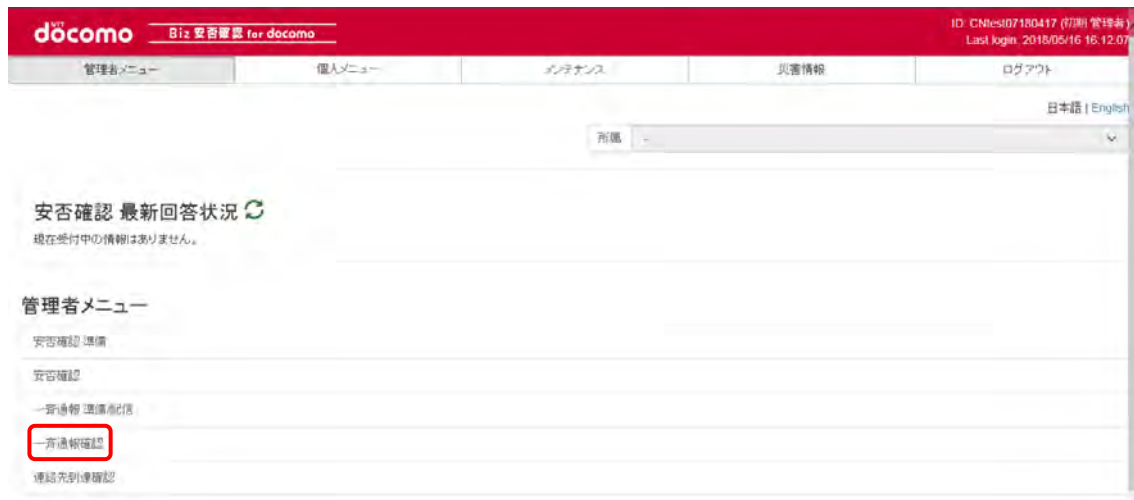 NTT
döcomo Biz 安否確認 for docomo
ID: CNtest07180417 (初期 管理者)
Last login: 2018/05/16 16:12:07
管理者メニュー 個人メニュー メンテナンス 災害情報 ログアウト
日本語 | English
所属 -
安否確認 最新回答状況
現在受付中の情報はありません。
管理者メニュー
安否確認 準備
安否確認
一斉通報 準備/配信
一斉通報確認
連絡先到達確認